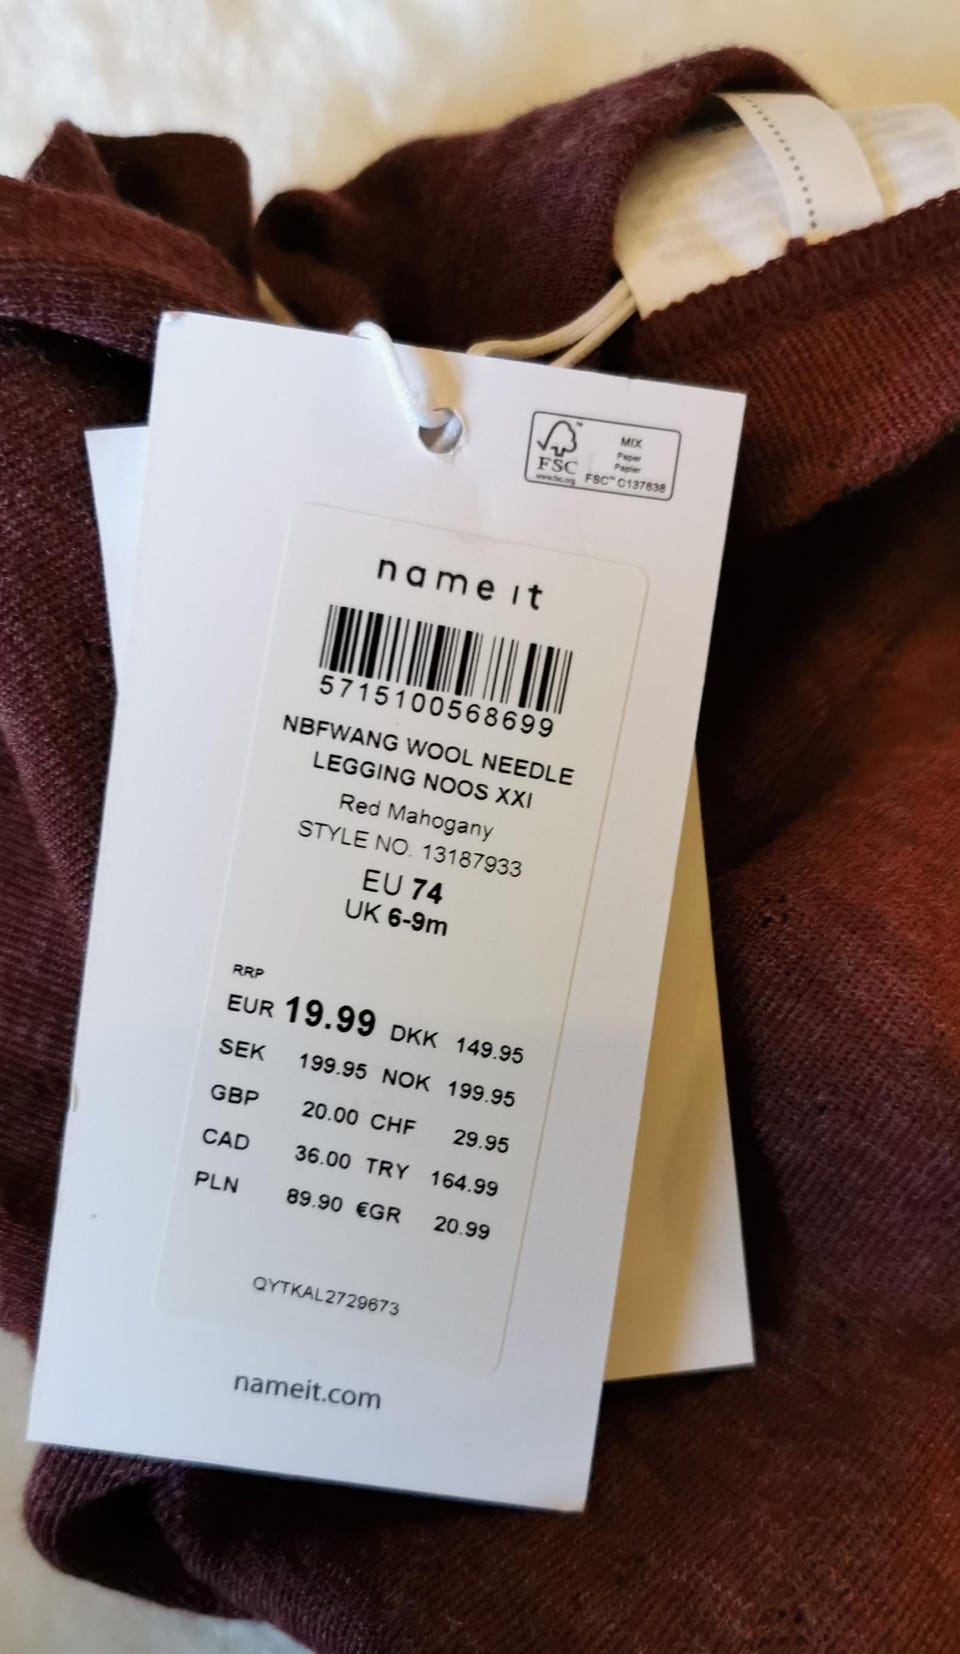 FSC™
www.fsc.org
MIX
Paper
Papier
FSC™ C137838
name it
5715100568699
NBFWANG WOOL NEEDLE
LEGGING NOOS XXI
Red Mahogany
STYLE NO. 13187933
EU 74
UK 6-9m
RRP
EUR 19.99 DKK 149.95
SEK 199.95 NOK 199.95
GBP 20.00 CHF 29.95
CAD 36.00 TRY 164.99
PLN 89.90 €GR 20.99
QYTKAL2729673
nameit.com